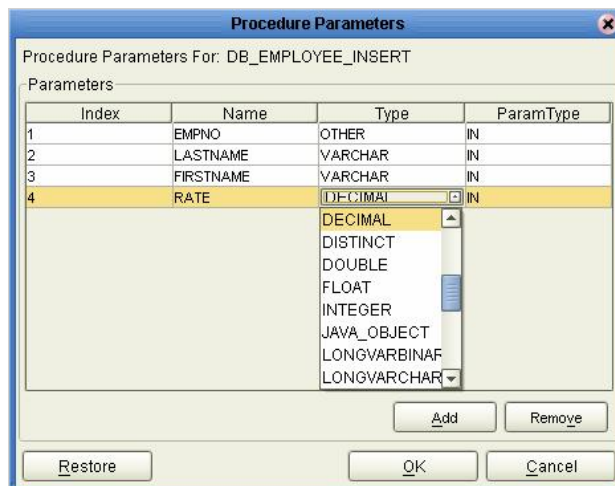 Procedure Parameters
Procedure Parameters For: DB_EMPLOYEE_INSERT
Parameters
Index Name Type ParamType
1 EMPNO OTHER IN
2 LASTNAME VARCHAR IN
3 FIRSTNAME VARCHAR IN
4 RATE DECIMAL IN
DECIMAL
DISTINCT
DOUBLE
FLOAT
INTEGER
JAVA_OBJECT
LONGVARBINAR
LONGVARCHAR
Add Remove
Restore OK Cancel